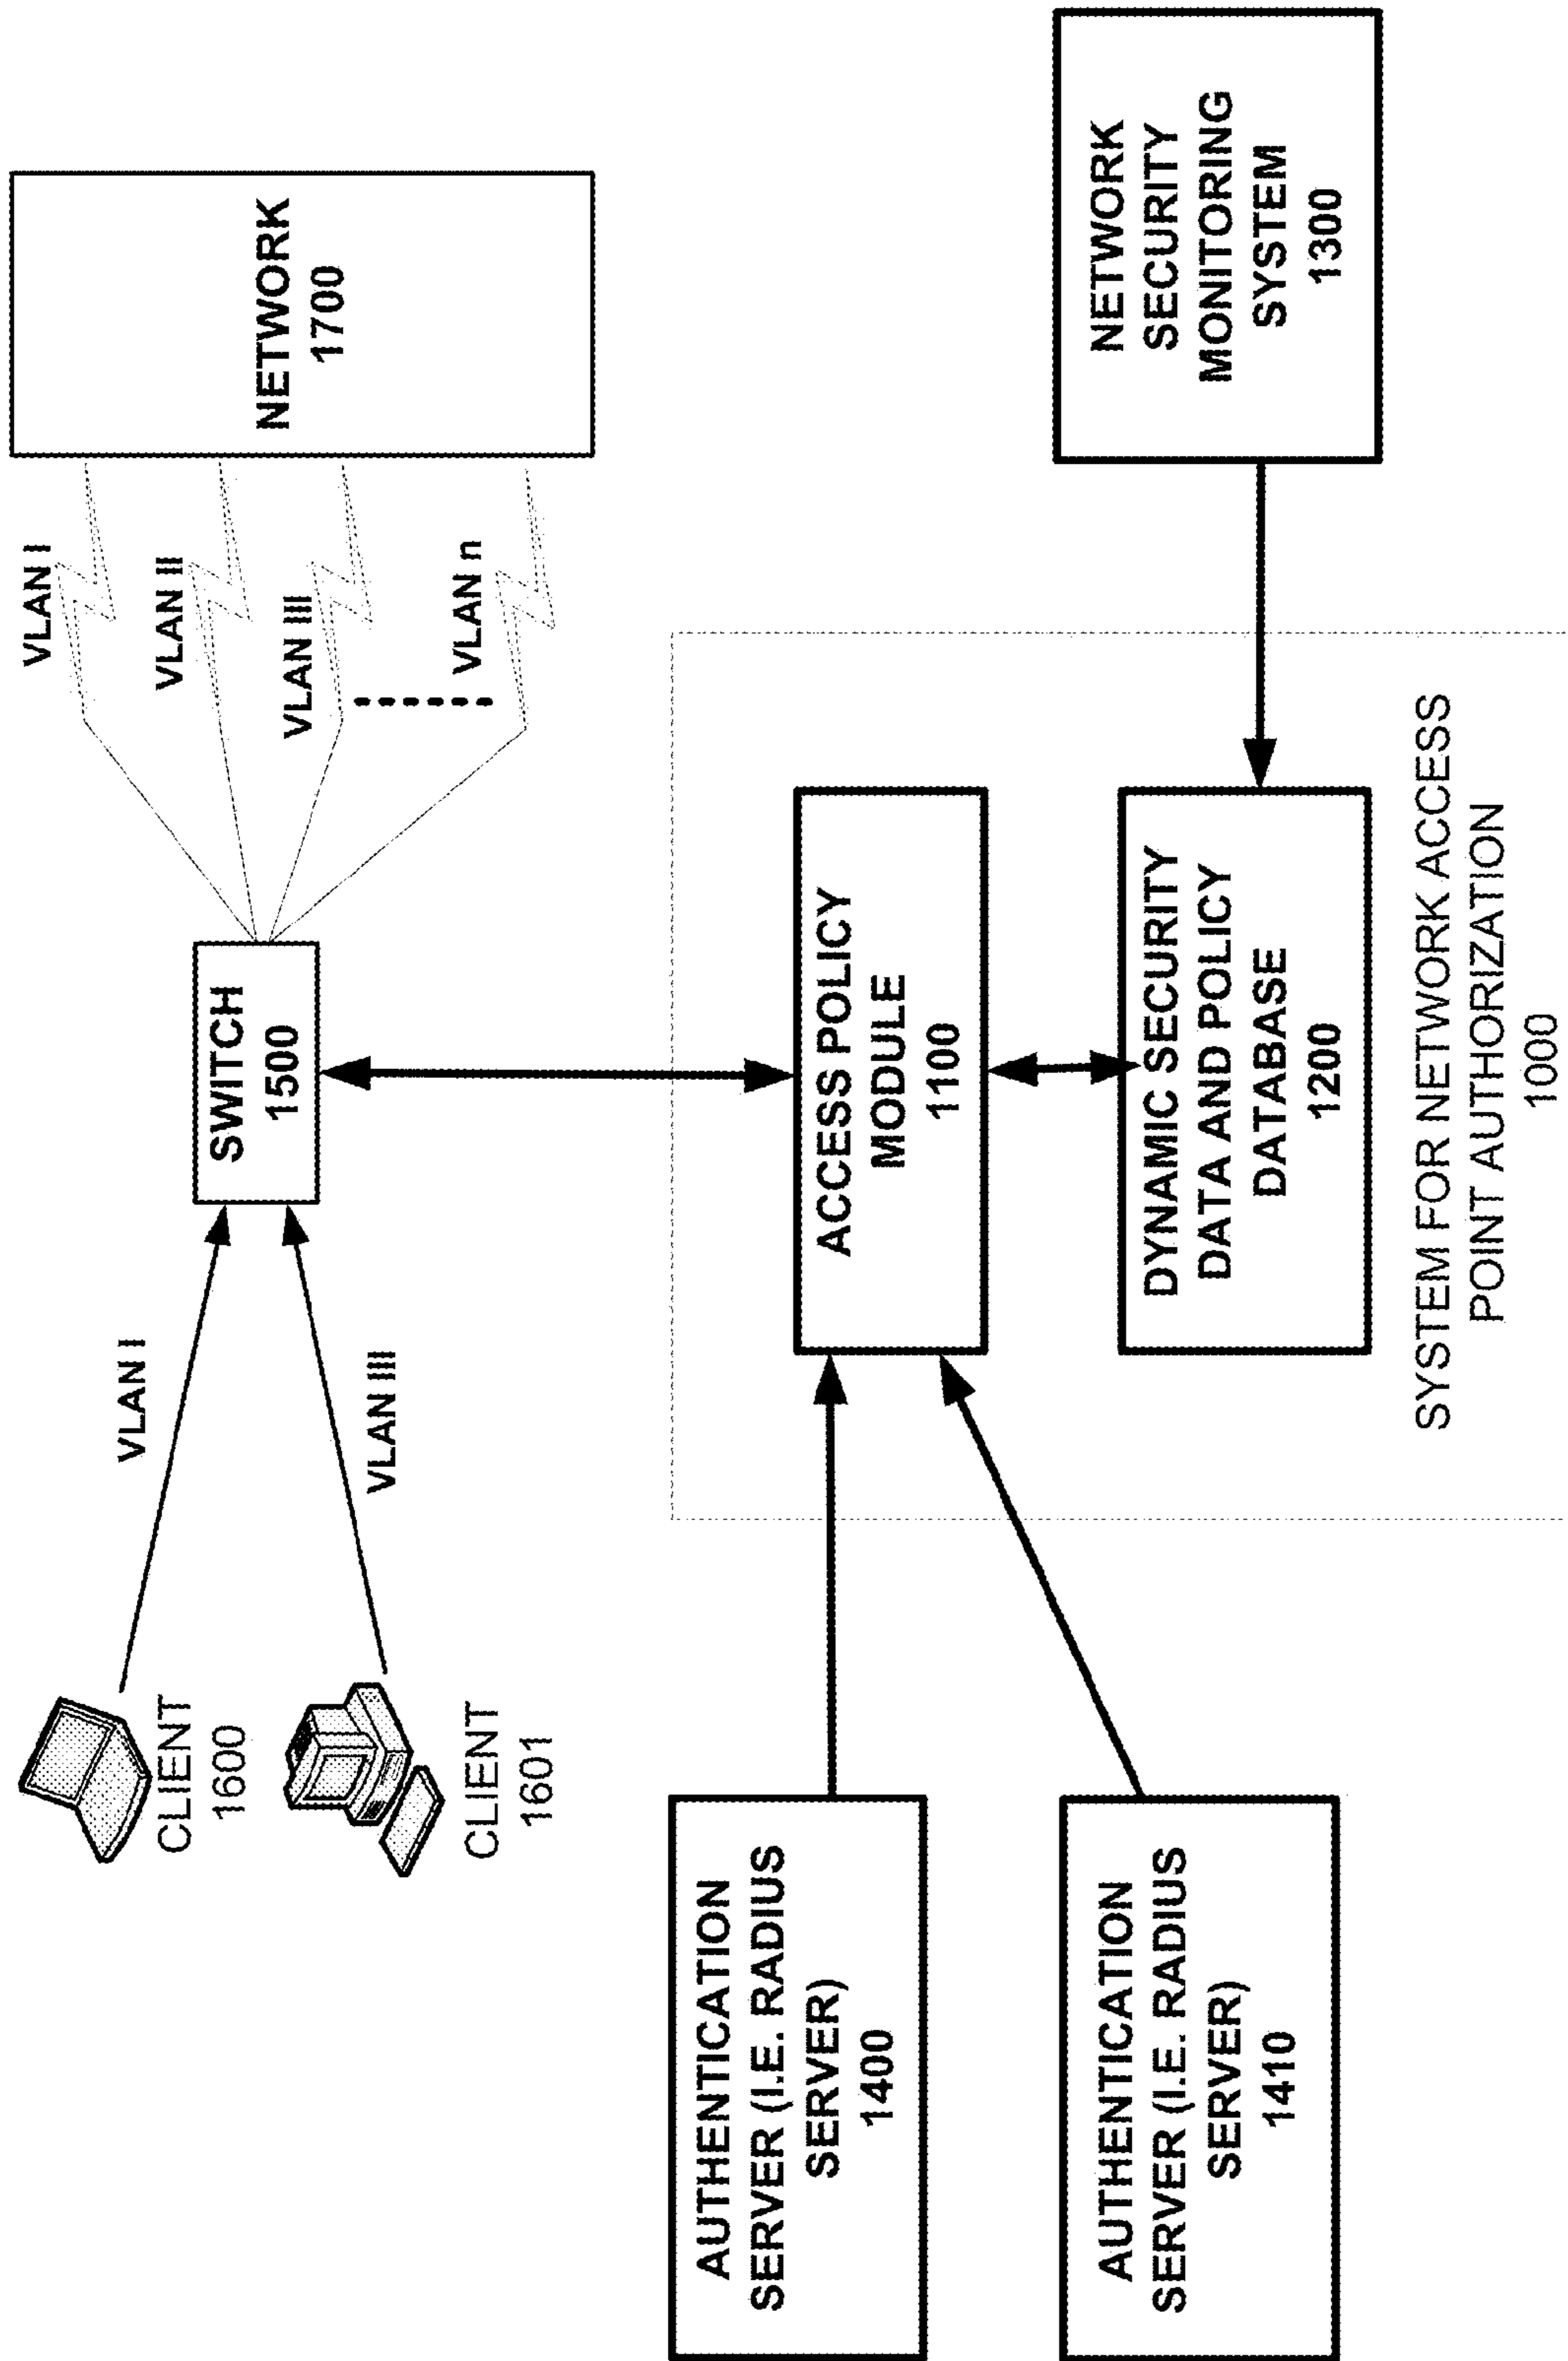 CLIENT
1600
CLIENT
1601
VLAN I
VLAN III
SWITCH
1500
VLAN I
VLAN II
VLAN III
VLAN n
NETWORK
1700
AUTHENTICATION
SERVER (I.E. RADIUS
SERVER)
1400
AUTHENTICATION
SERVER (I.E. RADIUS
SERVER)
1410
ACCESS POLICY
MODULE
1100
DYNAMIC SECURITY
DATA AND POLICY
DATABASE
1200
SYSTEM FOR NETWORK ACCESS
POINT AUTHORIZATION
1000
NETWORK
SECURITY
MONITORING
SYSTEM
1300